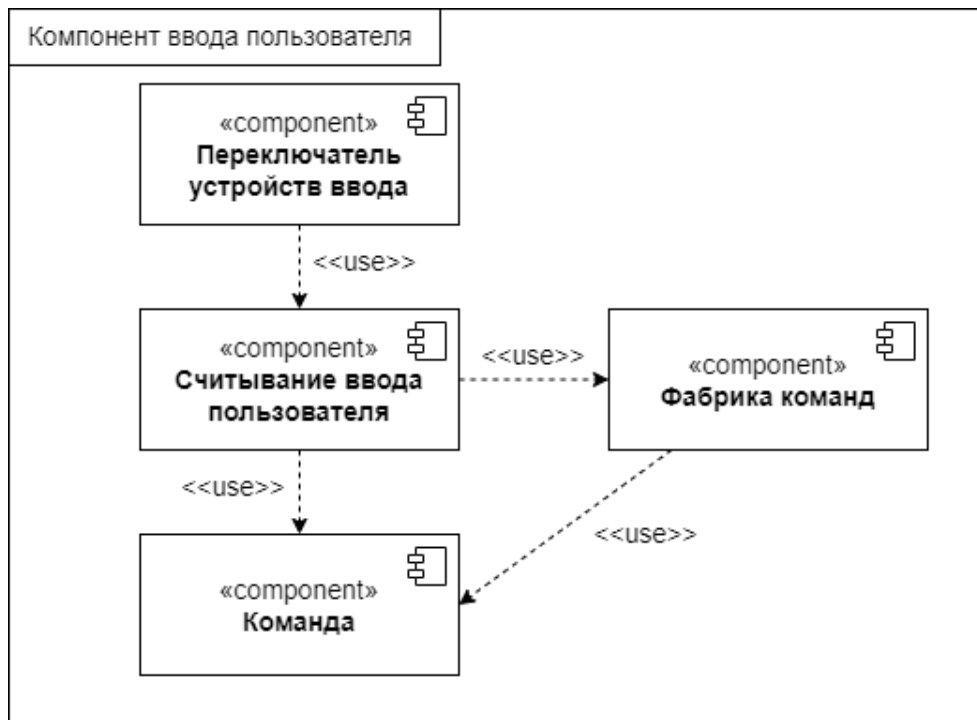 Компонент ввода пользователя
«component»
Переключатель
устройств ввода
<<use>>
«component»
Считывание ввода
пользователя
<<use>>
«component»
Фабрика команд
<<use>>
<<use>>
«component»
Команда